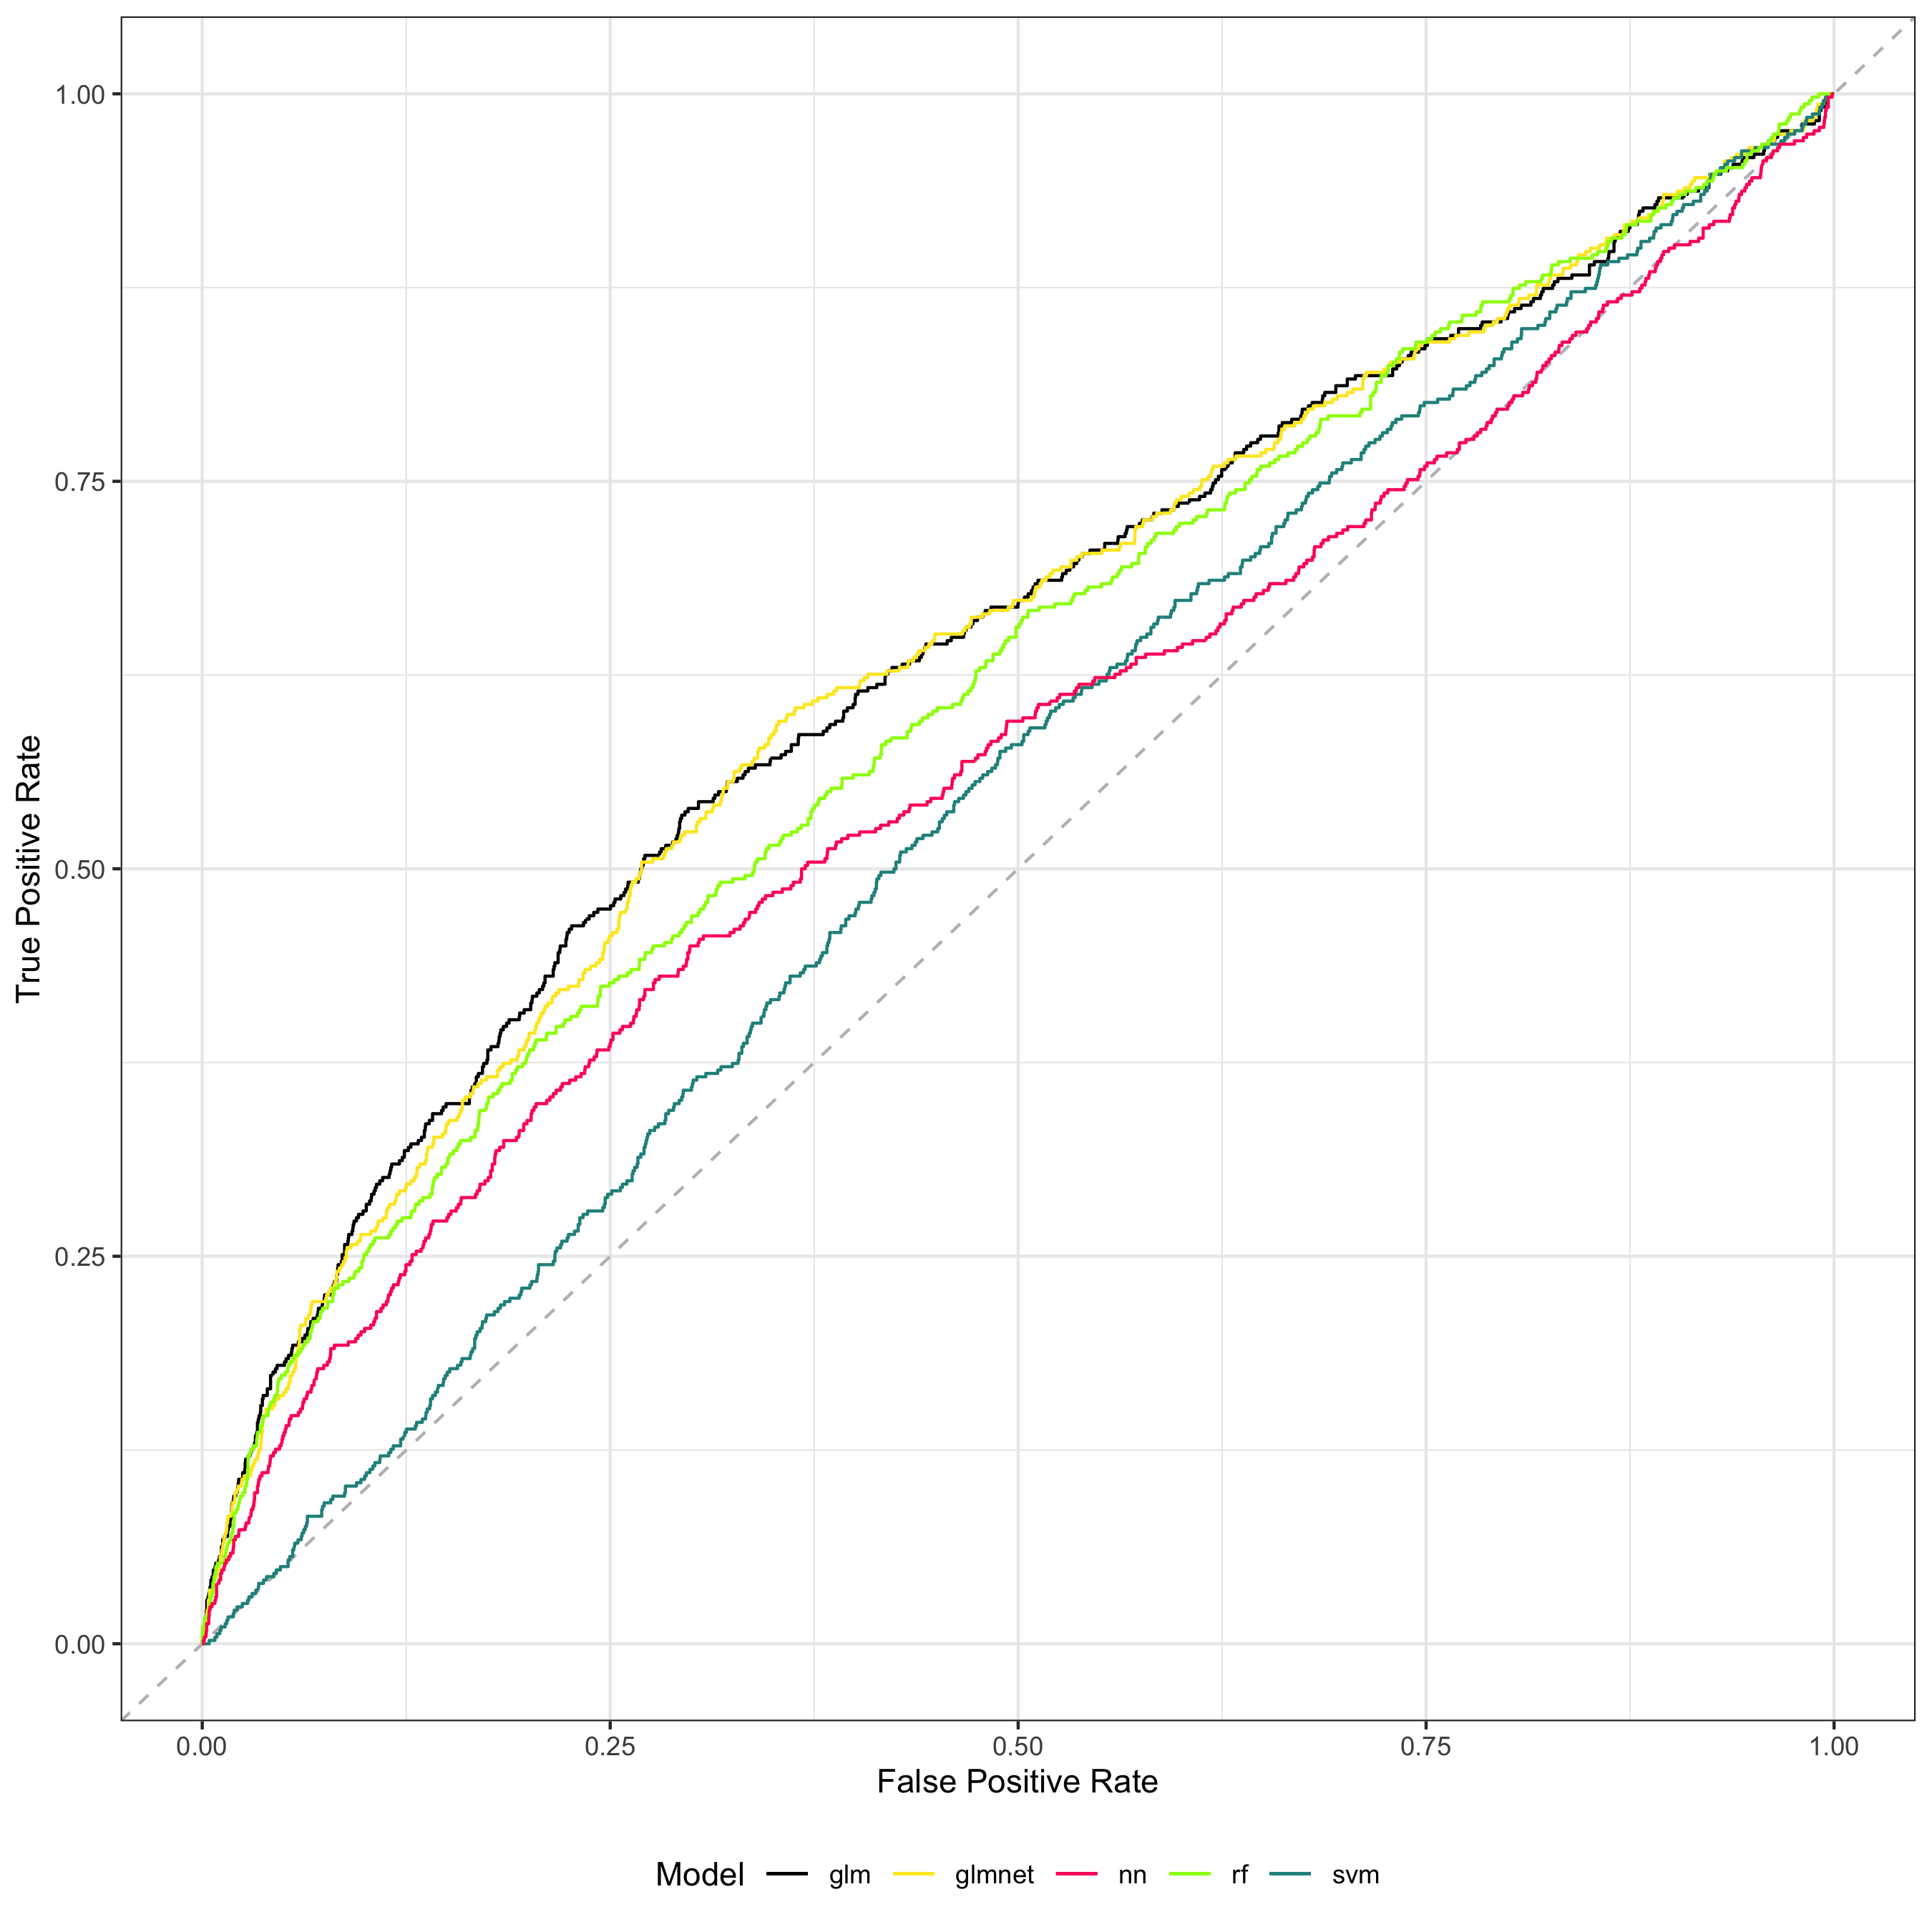 1.00
0.75
0.50
0.25
0.00
True Positive Rate
0.00 0.25 0.50 0.75 1.00
False Positive Rate
Model glm glmnet nn rf svm